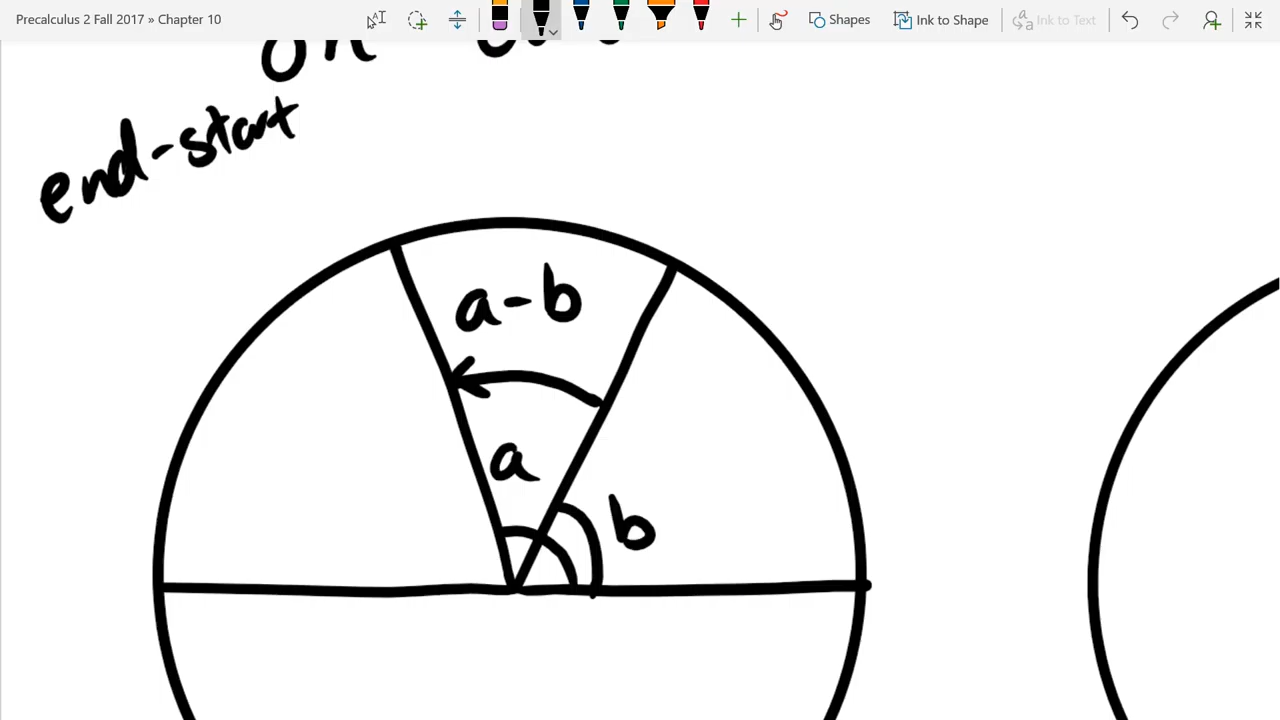 Precalculus 2 Fall 2017 » Chapter 10
Shapes
Ink to Shape
Ink to Text
end-start
a-b
a
b